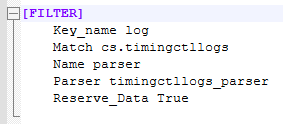 [FILTER]
Key_name log
Match cs.timingctllogs
Name parser
Parser timingctllogs_parser
Reserve_Data True